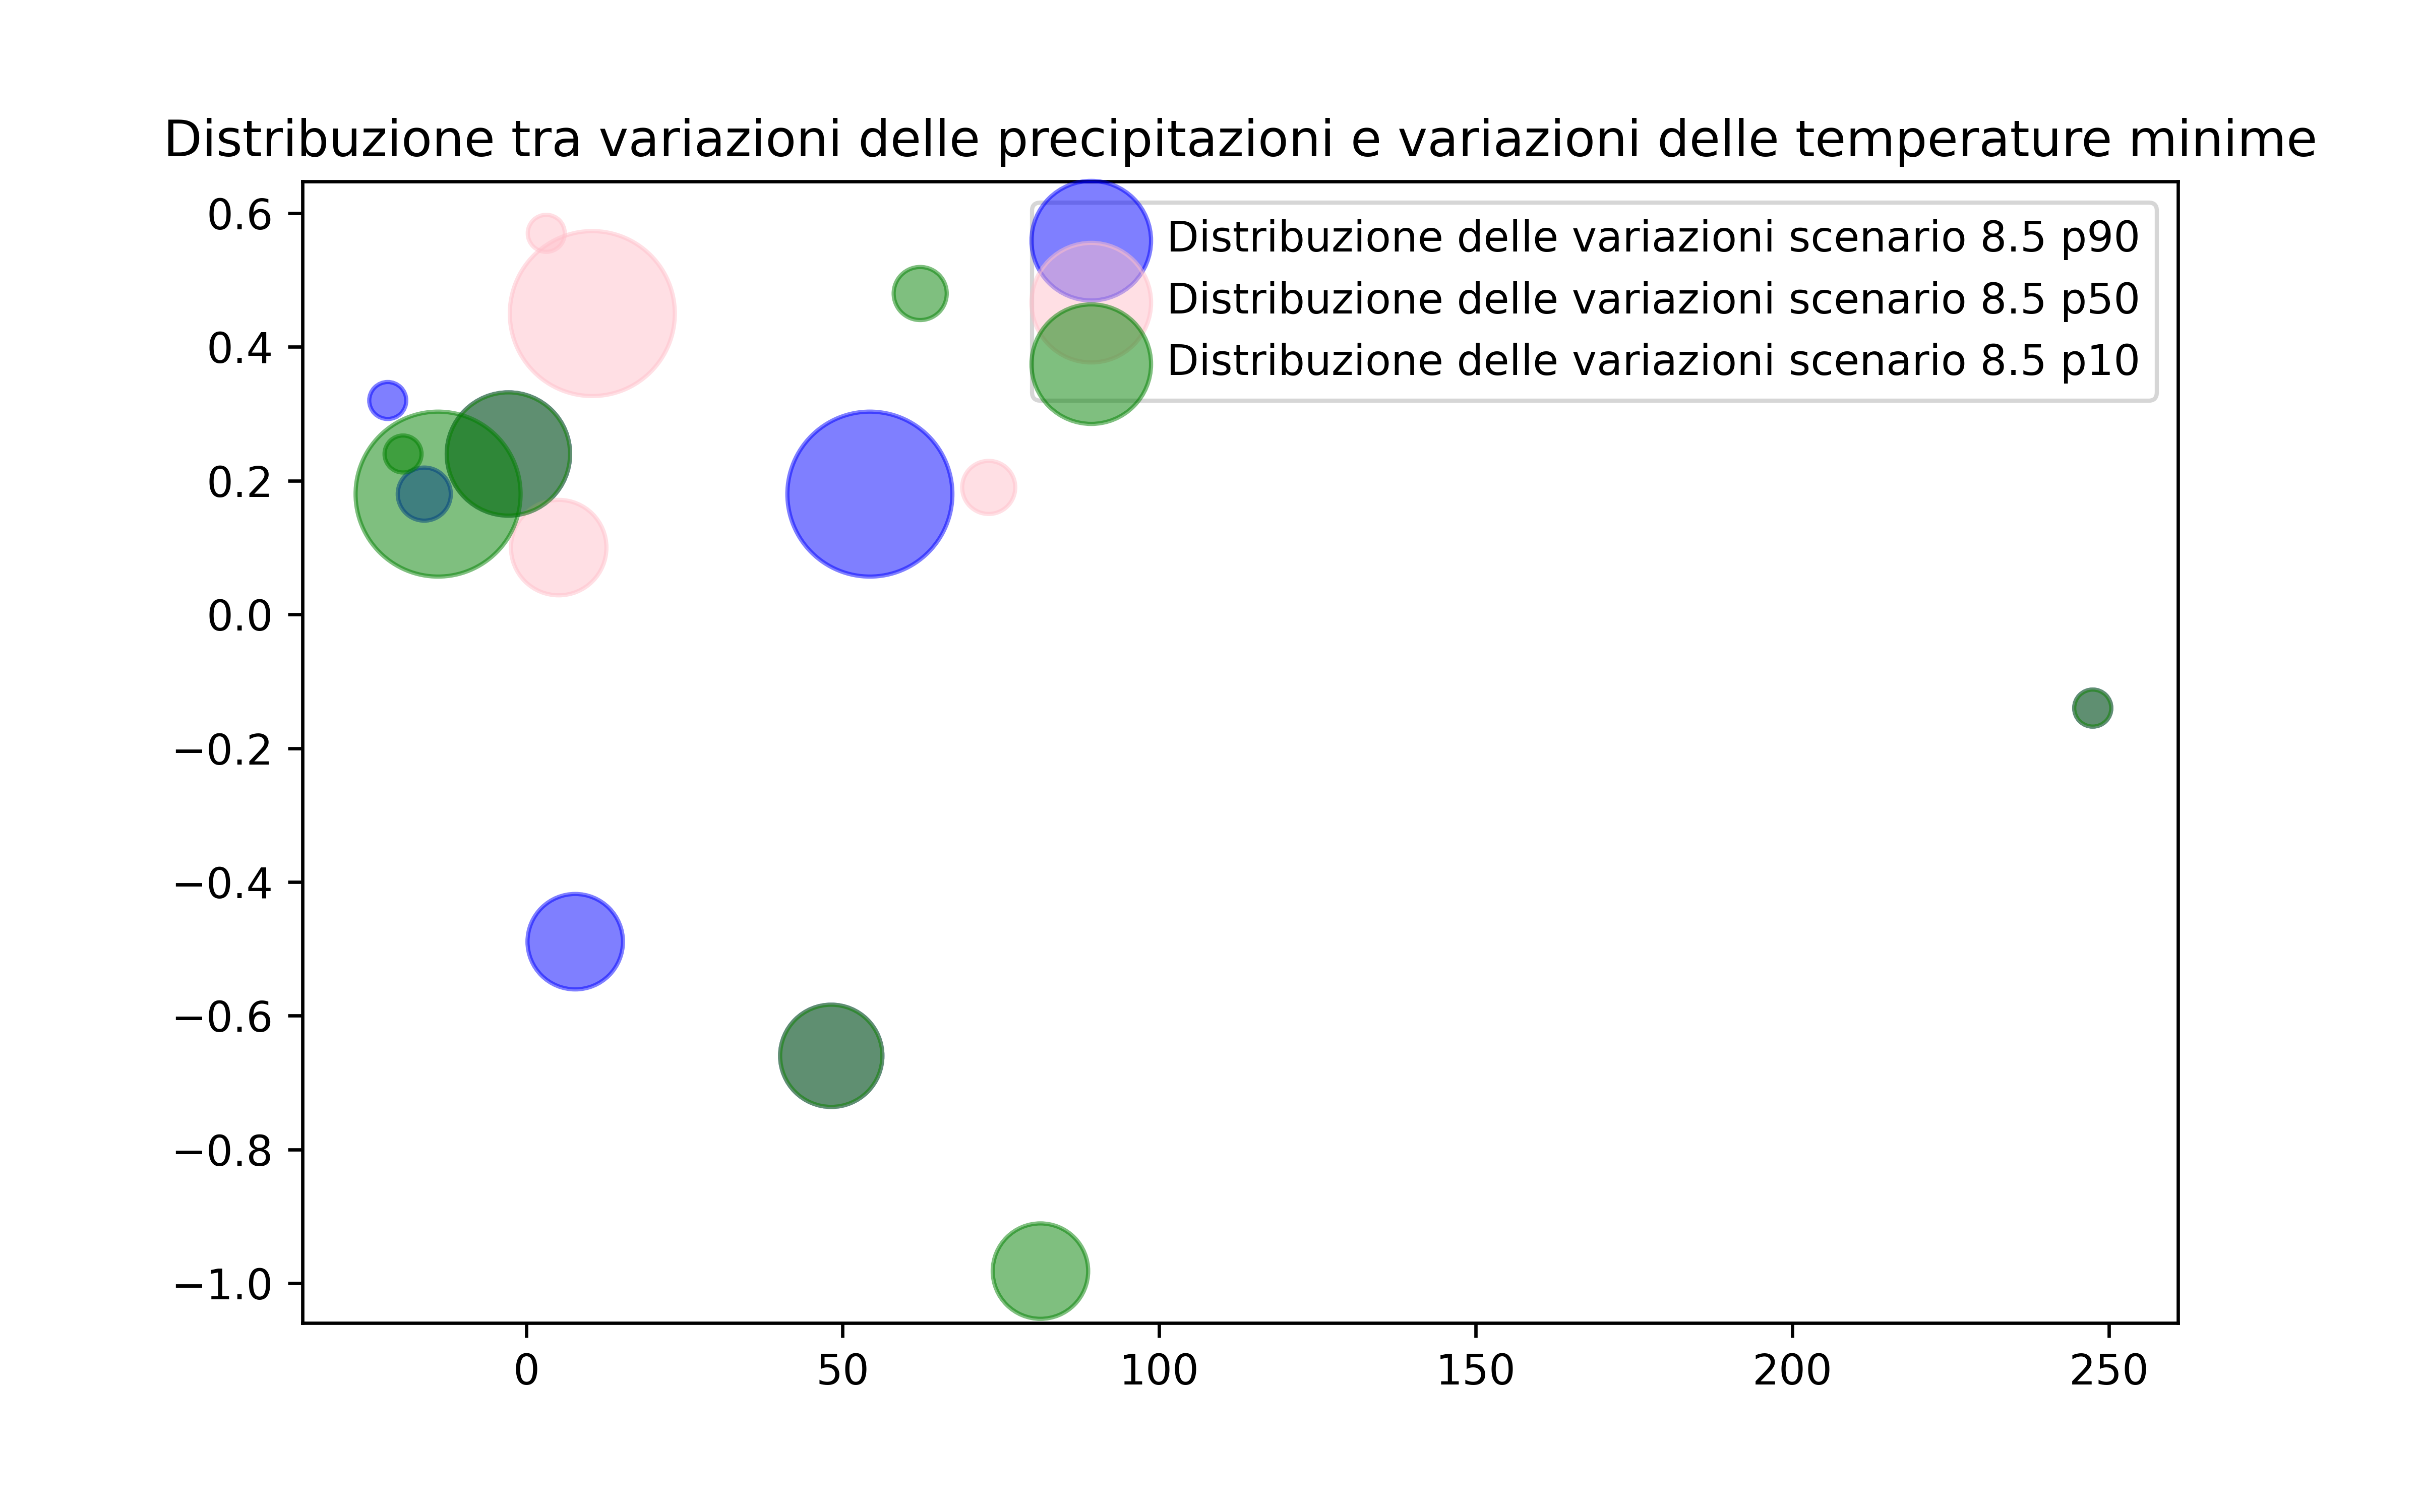 Distribuzione tra variazioni delle precipitazioni e variazioni delle temperature minime
Distribuzione delle variazioni scenario 8.5 p90
Distribuzione delle variazioni scenario 8.5 p50
Distribuzione delle variazioni scenario 8.5 p10
0.6
0.4
0.2
0.0
−0.2
−0.4
−0.6
−0.8
−1.0
0 50 100 150 200 250